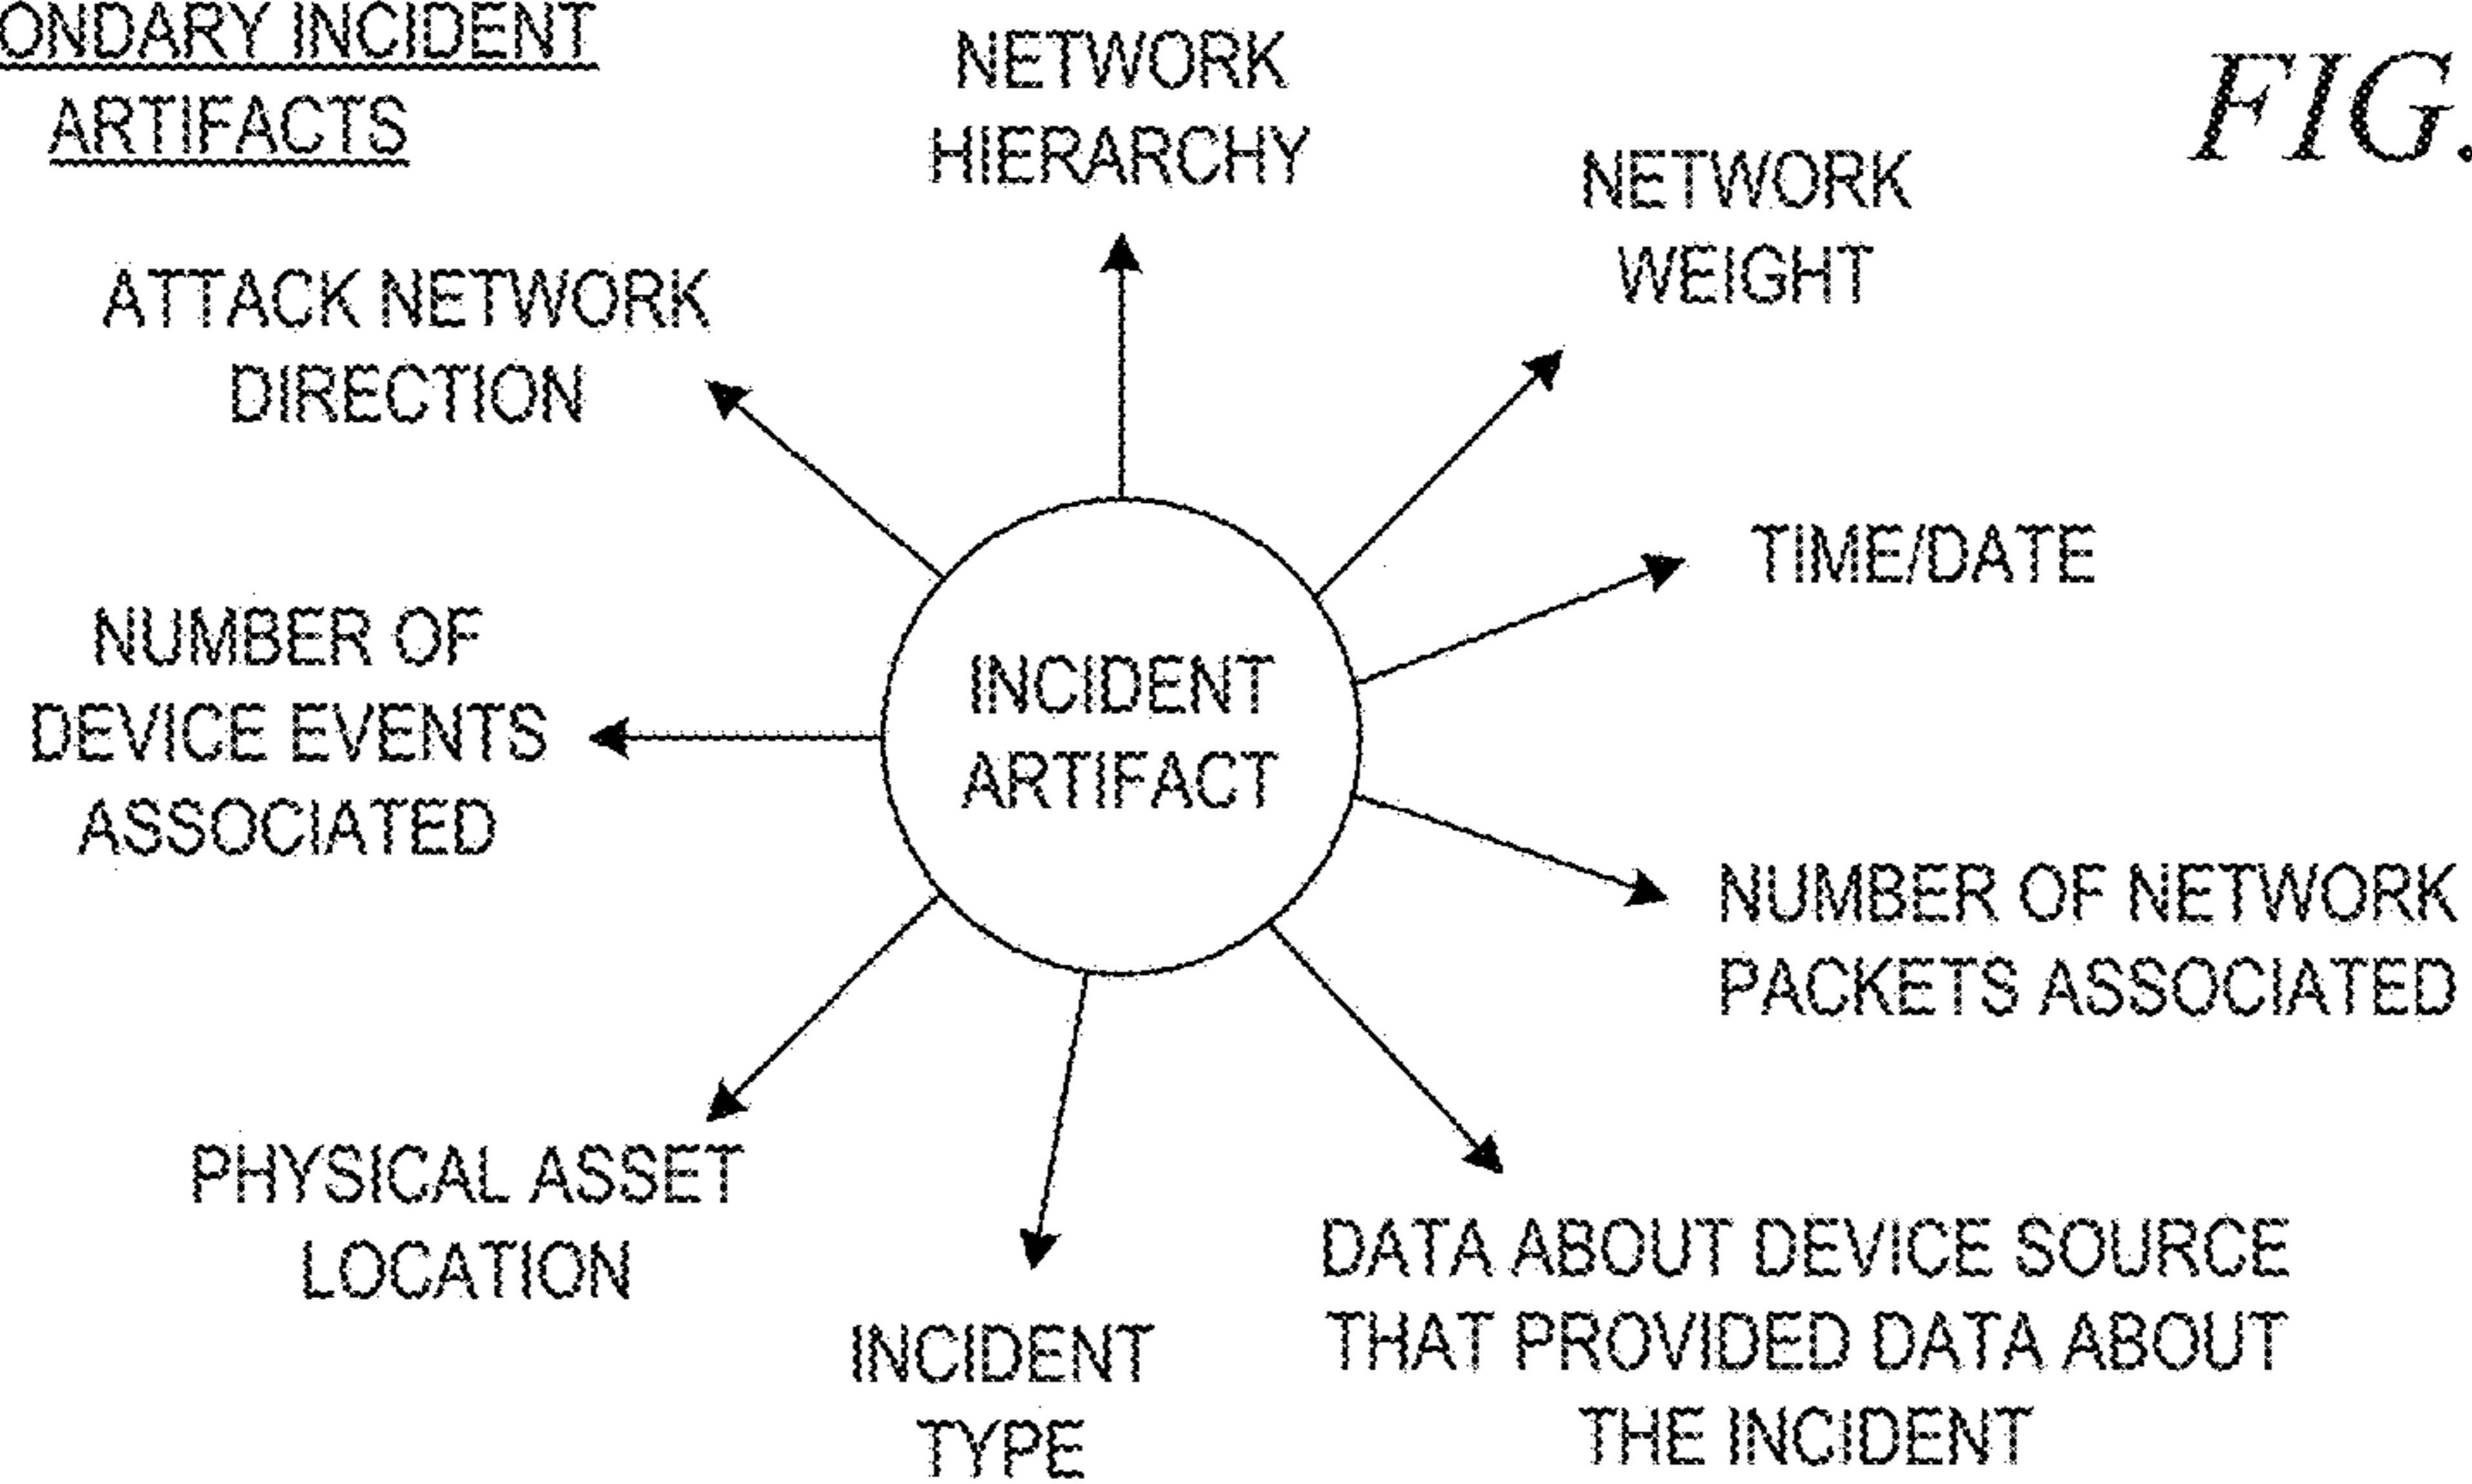 ONDARY INCIDENT
ARTIFACTS
FIG.
NETWORK
HIERARCHY
NETWORK
WEIGHT
ATTACK NETWORK
DIRECTION
TIME/DATE
NUMBER OF
DEVICE EVENTS
ASSOCIATED
INCIDENT
ARTIFACT
NUMBER OF NETWORK
PACKETS ASSOCIATED
PHYSICAL ASSET
LOCATION
INCIDENT
TYPE
DATA ABOUT DEVICE SOURCE
THAT PROVIDED DATA ABOUT
THE INCIDENT